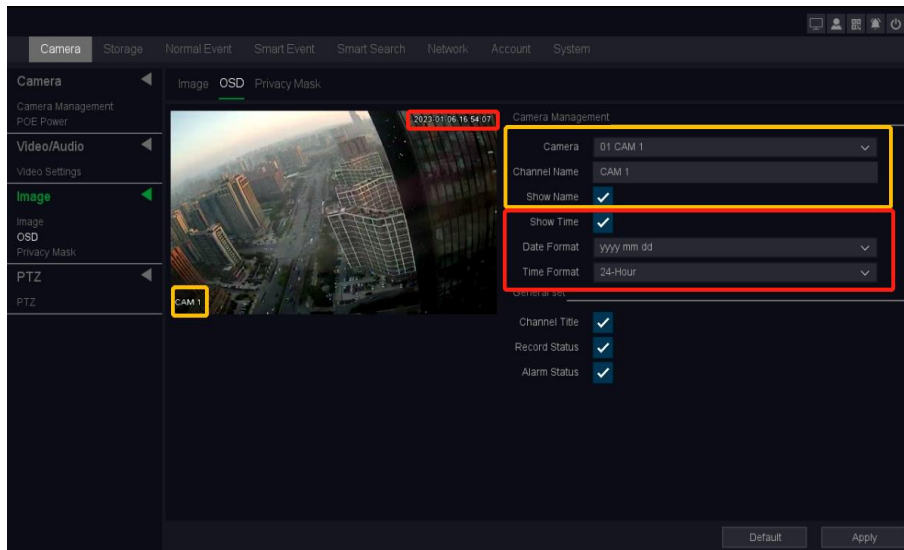 Camera Storage Normal Event Smart Event Smart Search Network Account System
Camera
Camera Management
POE Power
Video/Audio
Video Settings
Image
Image
OSD
Privacy Mask
PTZ
PTZ
Image OSD Privacy Mask
2023-01-06 16:54:07
CAM 1
Camera Management
Camera 01 CAM 1
Channel Name CAM 1
Show Name
Show Time
Date Format yyyy mm dd
Time Format 24-Hour
General set
Channel Title
Record Status
Alarm Status
Default Apply